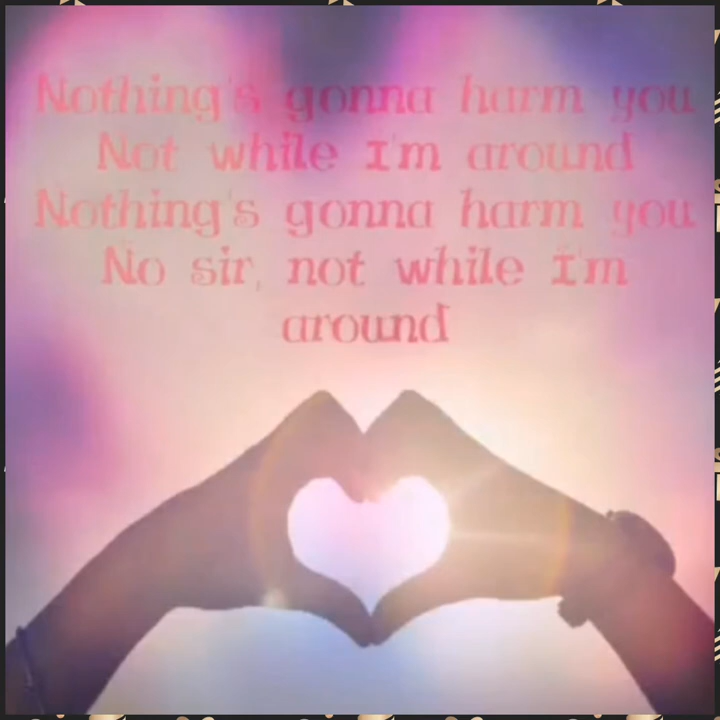 Nothing's gonna harm you
Not while I'm around
Nothing's gonna harm you
No sir, not while I'm
around